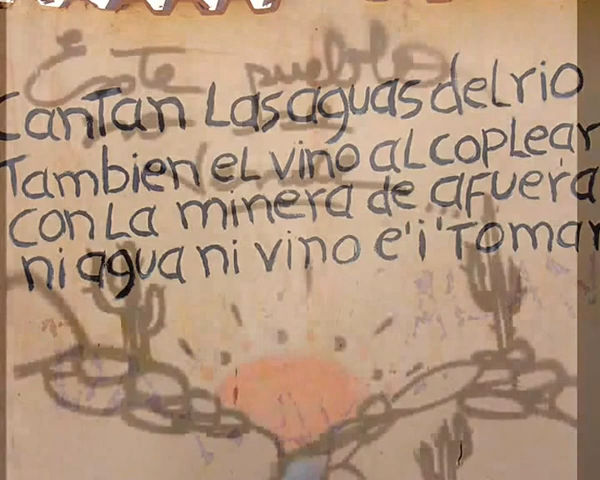 Este pueblo
Cantan Las aguas del rio
Tambien eL vino aL copLear
con La minera de afuera
ni agua ni vino e'i' Tomar